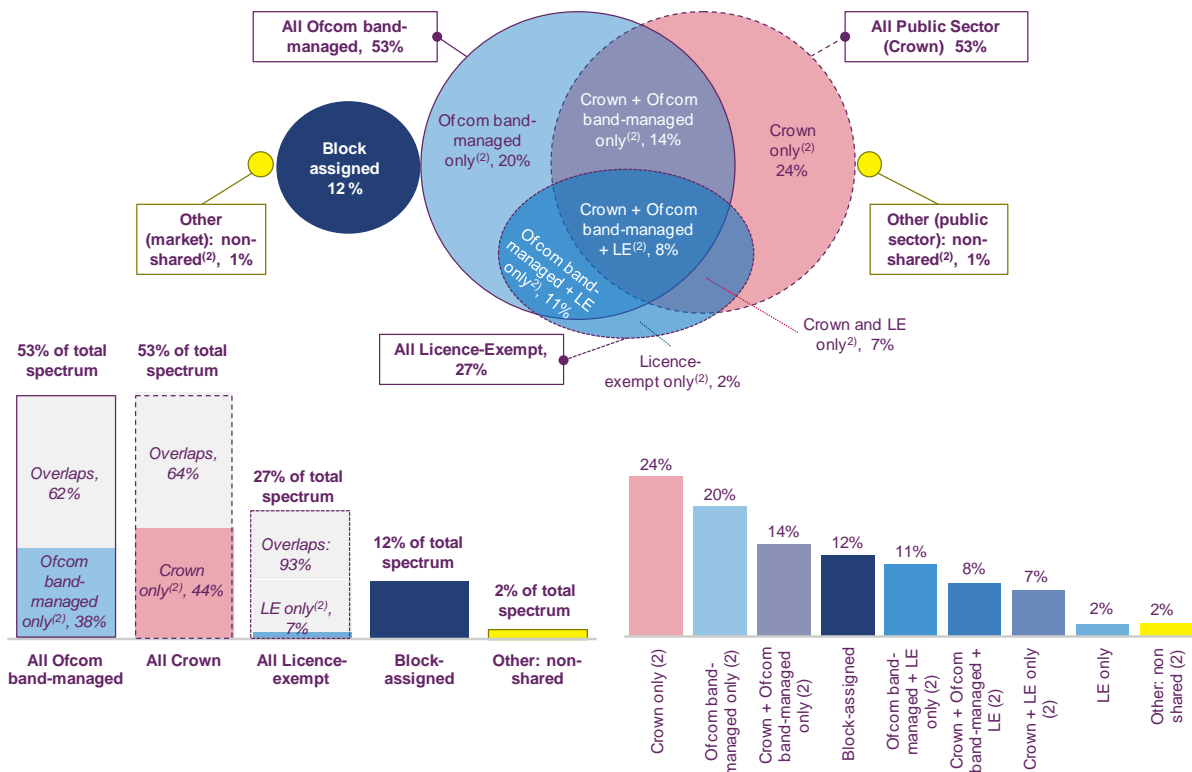 All Ofcom band-
managed, 53%
All Public Sector
(Crown) 53%
Block
assigned
12 %
Ofcom band-
managed
only(2), 20%
Crown + Ofcom
band-managed
only(2), 14%
Crown
only(2)
24%
Other
(market): non-
shared(2), 1%
Crown + Ofcom
band-managed
+ LE(2), 8%
Ofcom band-
managed + LE
only2), 11%
Other (public
sector): non-
shared(2), 1%
Crown and LE
only2), 7%
All Licence-Exempt,
27%
Licence-
exempt only(2), 2%
53% of total
spectrum
53% of total
spectrum
27% of total
spectrum
12% of total
spectrum
2% of total
spectrum
Overlaps,
62%
Ofcom
band-
managed
only(2), 38%
Overlaps,
64%
Crown
only(2), 44%
Overlaps:
93%
LE only(2),
7%
All Ofcom
band-managed
All Crown
All Licence-
exempt
Block-
assigned
Other: non-
shared
24%
20%
14%
12%
11%
8%
7%
2%
2%
Crown only (2)
Ofcom band-
managed only (2)
Crown + Ofcom
band-managed
only (2)
Block-assigned
Ofcom band-
managed + LE
only (2)
Crown + Ofcom
band-managed +
LE (2)
Crown + LE only
(2)
LE only
Other: non
shared (2)